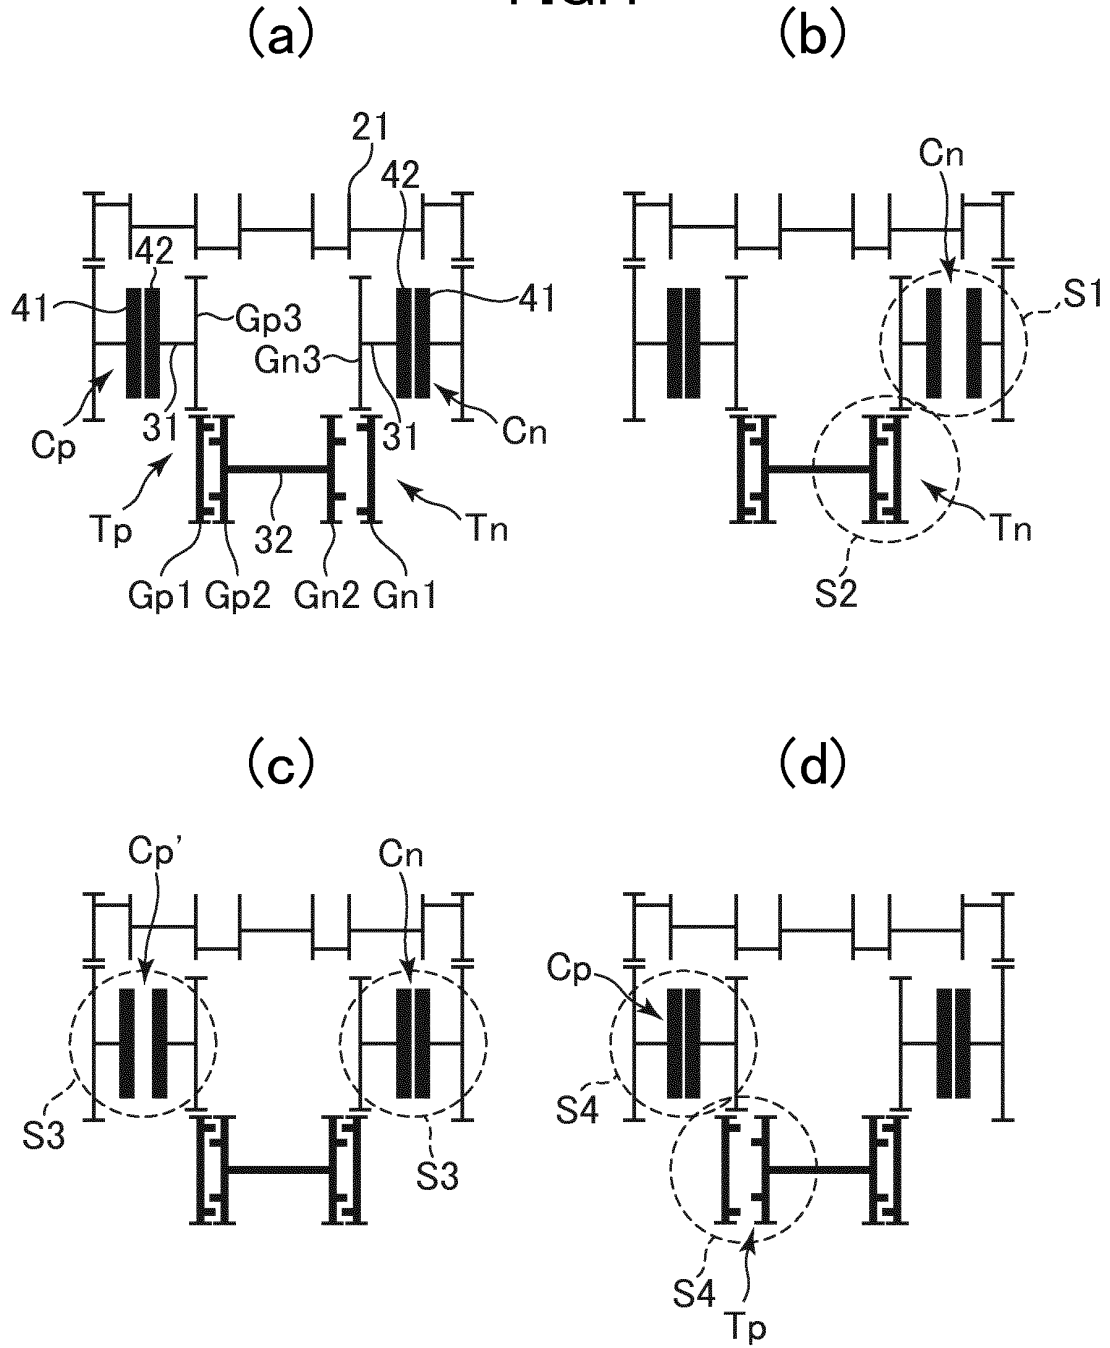 (a)
(b)
21
42
Cn
42
41
41
S1
Gp3
Gn3
31
31
Cp
Cn
Tp
32
Tn
Tn
Gp1 Gp2 Gn2 Gn1
S2
(c)
(d)
Cp'
Cn
Cp
S4
S3
S3
S4
Tp